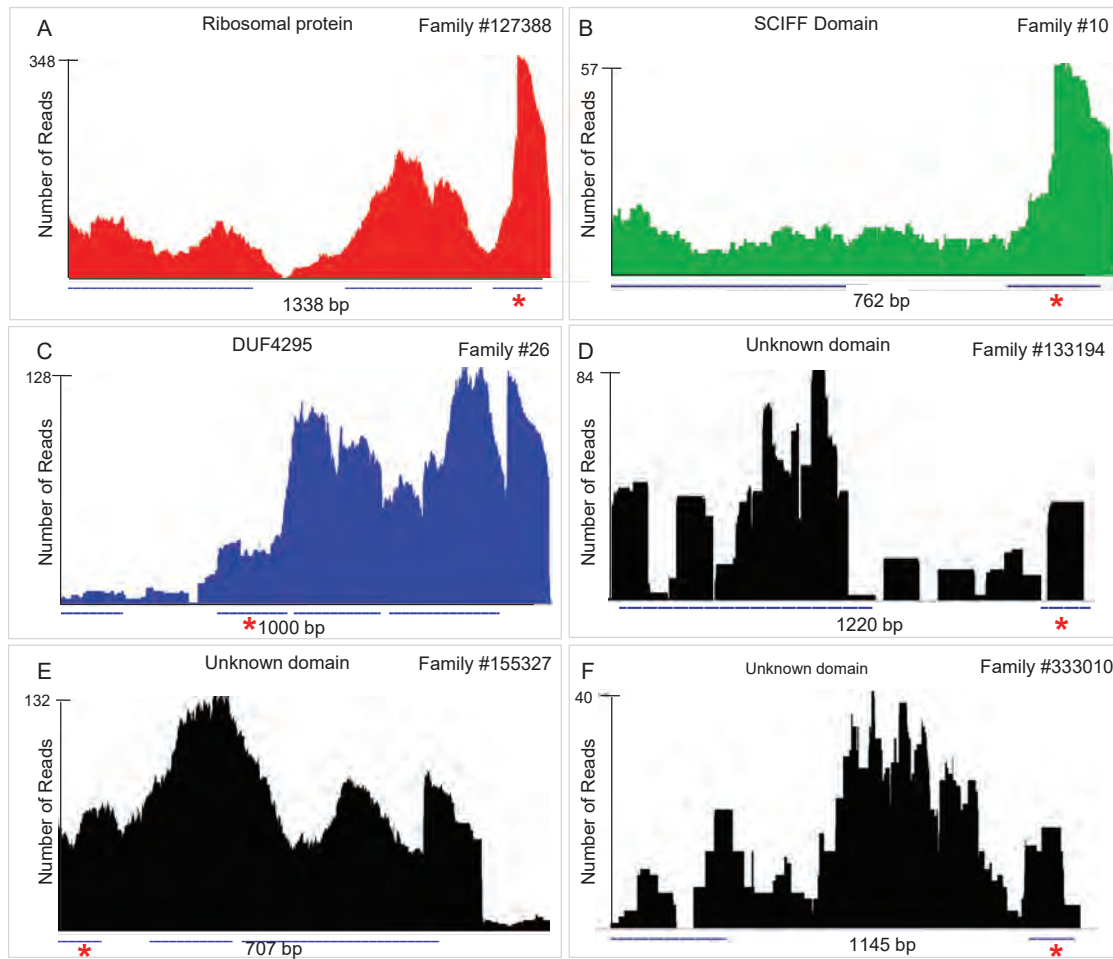 A Ribosomal protein Family #127388
348
Number of Reads
1338 bp
*
B SCIFF Domain Family #10
57
Number of Reads
762 bp
*
C DUF4295 Family #26
128
Number of Reads
* 1000 bp
D Unknown domain Family #133194
84
Number of Reads
1220 bp
*
E Unknown domain Family #155327
132
Number of Reads
* 707 bp
F Unknown domain Family #333010
40
Number of Reads
1145 bp
*